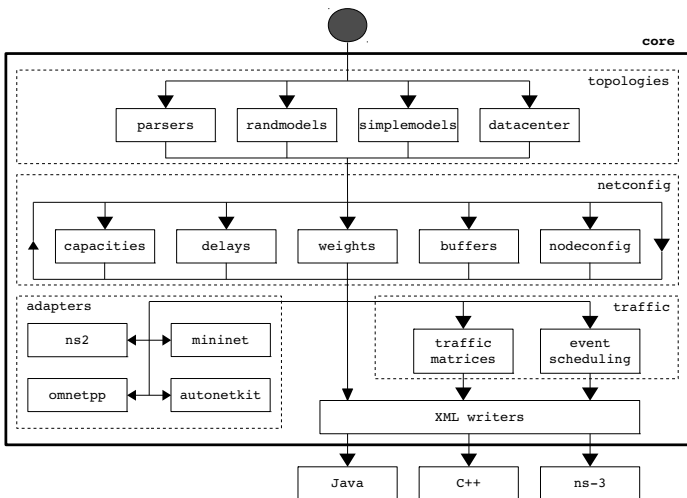 core
topologies
parsers
randmodels
simplemodels
datacenter
netconfig
capacities
delays
weights
buffers
nodeconfig
adapters
traffic
ns2
mininet
traffic
matrices
event
scheduling
omnetpp
autonetkit
XML writers
Java
C++
ns-3